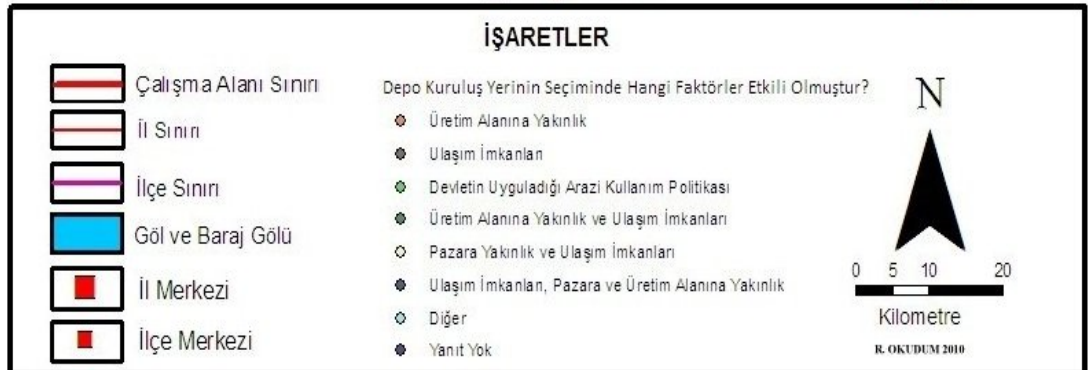 İŞARETLER
Çalışma Alanı Sınırı
İl Sınırı
İlçe Sınırı
Göl ve Baraj Gölü
İl Merkezi
İlçe Merkezi
Depo Kuruluş Yerinin Seçiminde Hangi Faktörler Etkili Olmuştur?
Üretim Alanına Yakınlık
Ulaşım İmkanları
Devletin Uyguladığı Arazi Kullanım Politikası
Üretim Alanına Yakınlık ve Ulaşım İmkanları
Pazara Yakınlık ve Ulaşım İmkanları
Ulaşım İmkanları, Pazara ve Üretim Alanına Yakınlık
Diğer
Yanıt Yok
N
0 5 10 20
Kilometre
R. OKUDUM 2010